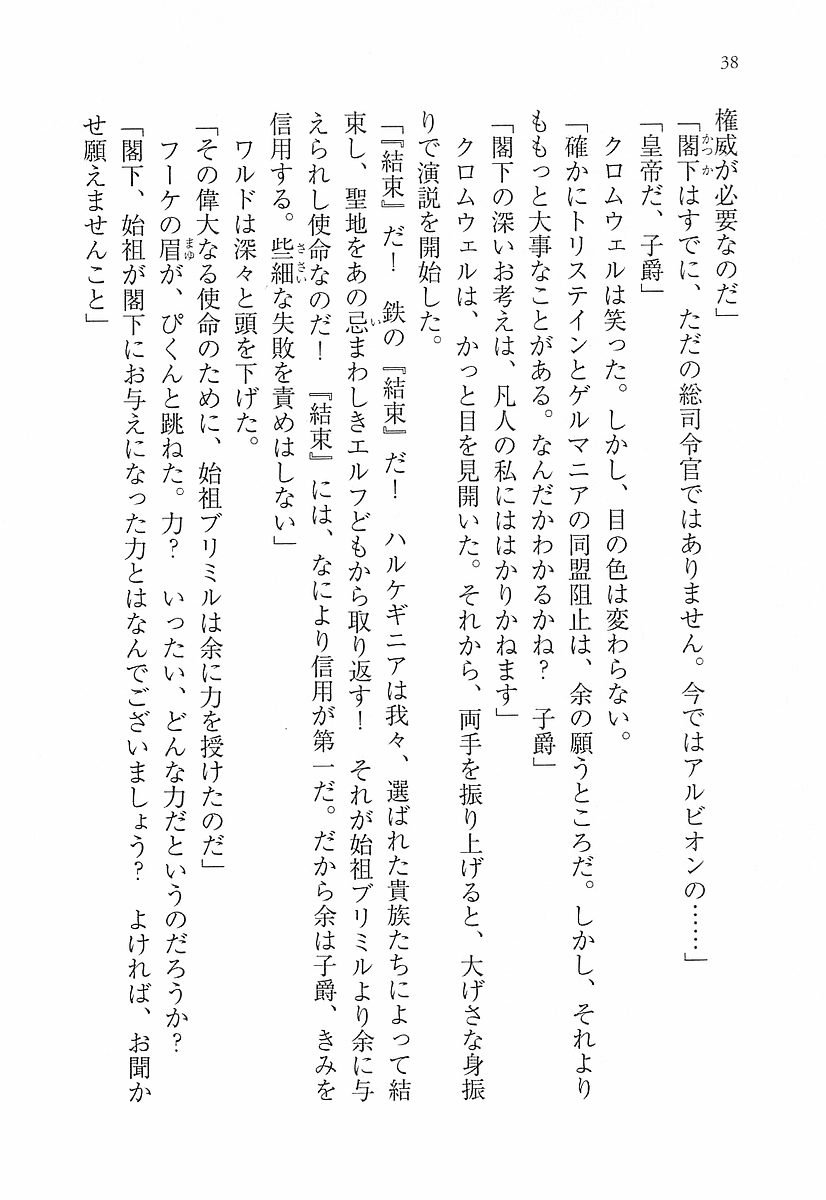 38
権威が必要なのだ」
「閣下はすでに、ただの総司令官ではありません。今ではアルビオンの……」
「皇帝だ、子爵」
クロムウェルは笑った。しかし、目の色は変わらない。
「確かにトリステインとゲルマニアの同盟阻止は、余の願うところだ。しかし、それより
ももっと大事なことがある。なんだかわかるかね？　子爵」
「閣下の深いお考えは、凡人の私にははかりかねます」
クロムウェルは、かっと目を見開いた。それから、両手を振り上げると、大げさな身振
りで演説を開始した。
「『結束』だ！　鉄の『結束』だ！　ハルケギニアは我々、選ばれた貴族たちによって結
束し、聖地をあの忌まわしきエルフどもから取り返す！　それが始祖ブリミルより余に与
えられし使命なのだ！　『結束』には、なにより信用が第一だ。だから余は子爵、きみを
信用する。些細な失敗を責めはしない」
ワルドは深々と頭を下げた。
「その偉大なる使命のために、始祖ブリミルは余に力を授けたのだ」
フーケの眉が、ぴくんと跳ねた。力？　いったい、どんな力だというのだろうか？
「閣下、始祖が閣下にお与えになった力とはなんでございましょう？　よければ、お聞か
せ願えませんこと」